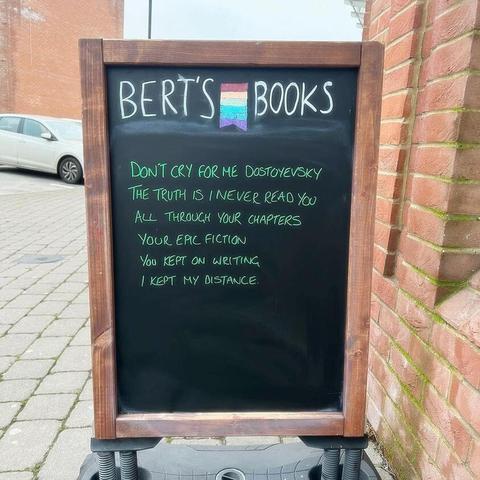 BERT'S BOOKS
DON'T CRY FOR ME DOSTOYEVSKY
THE TRUTH IS I NEVER READ YOU
ALL THROUGH YOUR CHAPTERS
YOUR EPIC FICTION
YOU KEPT ON WRITING
I KEPT MY DISTANCE.